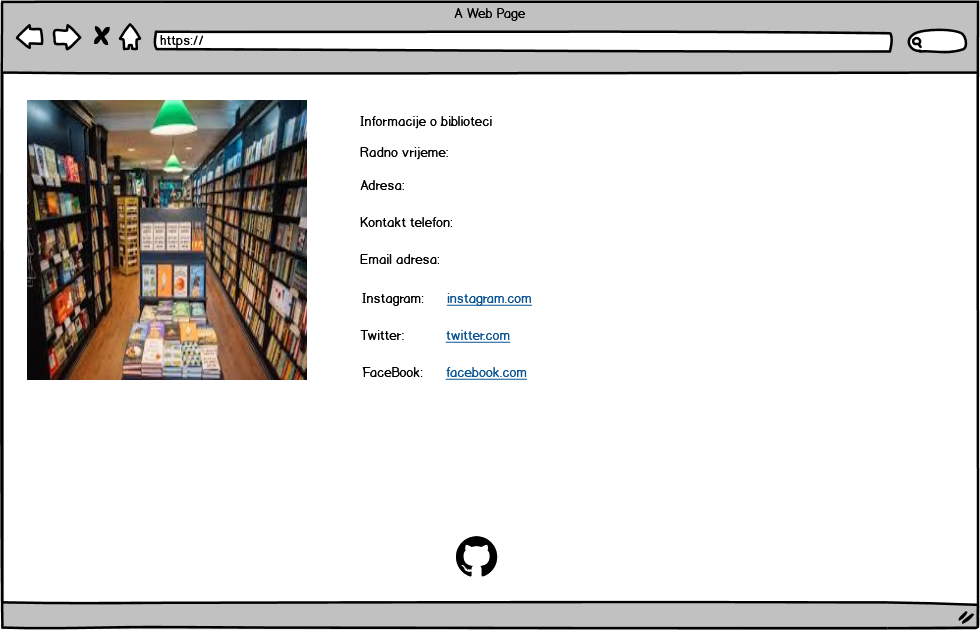 A Web Page
https://
Informacije o biblioteci
Radno vrijeme:
Adresa:
Kontakt telefon:
Email adresa:
Instagram: instagram.com
Twitter: twitter.com
FaceBook: facebook.com